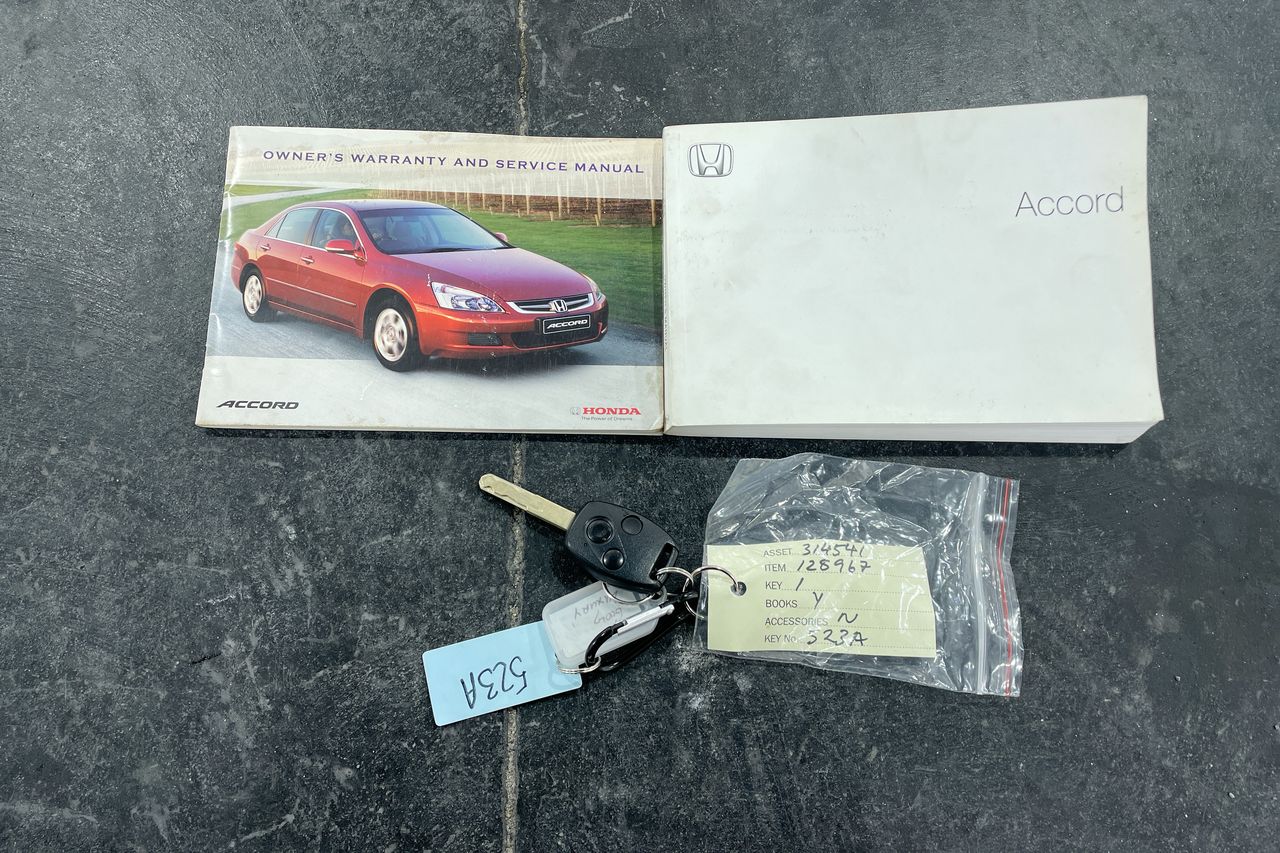 OWNER'S WARRANTY AND SERVICE MANUAL
ACCORD
ACCORD
HONDA
The Power of Dreams
Accord
ASSET 314541
ITEM 128967
KEY 1
BOOKS Y
ACCESSORIES N
KEY No. 523A
LUXURY
523A